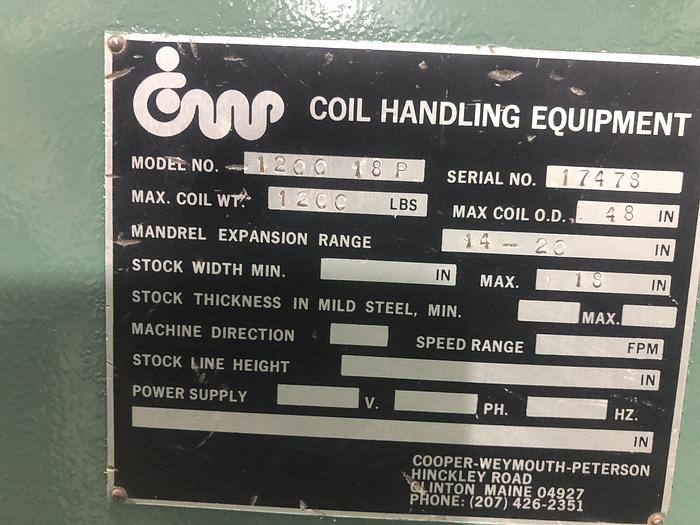 cwp COIL HANDLING EQUIPMENT
MODEL NO. 1200 18P SERIAL NO. 17478
MAX. COIL WT. 1200 LBS MAX COIL O.D. 48 IN
MANDREL EXPANSION RANGE 14-20 IN
STOCK WIDTH MIN. IN MAX. 18 IN
STOCK THICKNESS IN MILD STEEL, MIN. MAX.
MACHINE DIRECTION SPEED RANGE FPM
STOCK LINE HEIGHT IN
POWER SUPPLY V. PH. HZ.
IN
COOPER-WEYMOUTH-PETERSON
HINCKLEY ROAD
CLINTON MAINE 04927
PHONE: (207) 426-2351